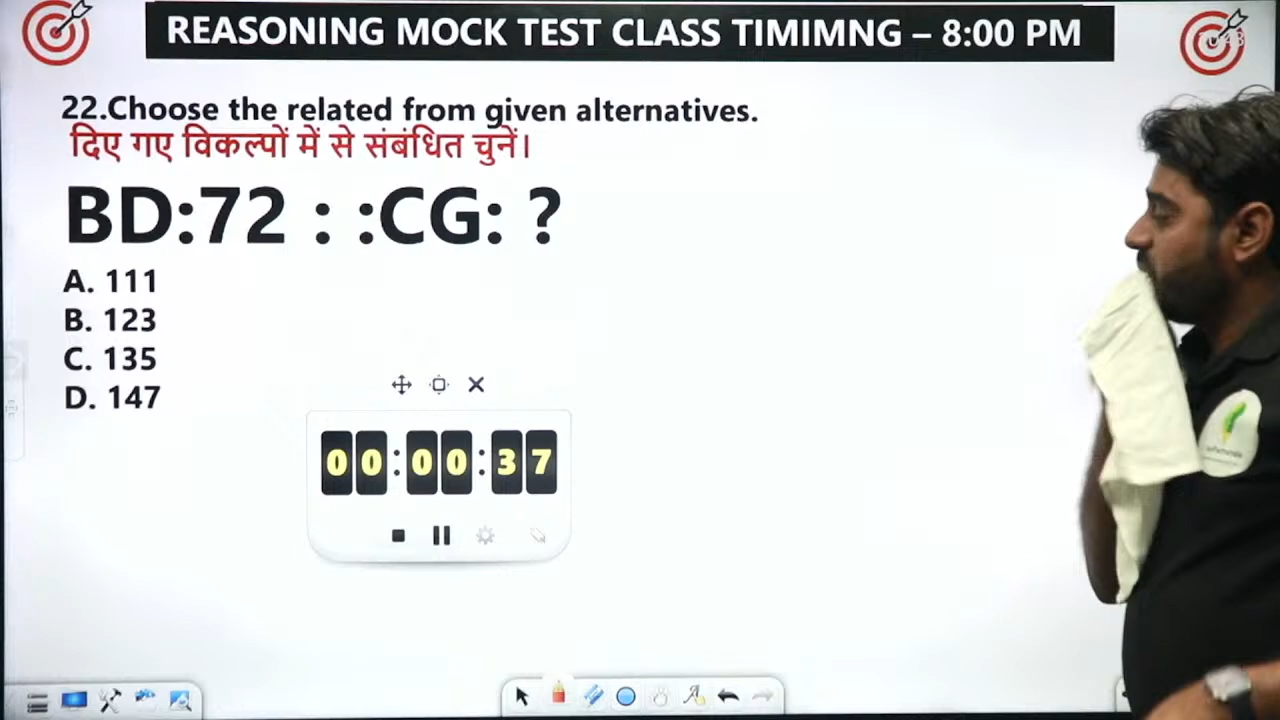 REASONING MOCK TEST CLASS TIMIMNG – 8:00 PM
22.Choose the related from given alternatives.
दिए गए विकल्पों में से संबंधित चुनें।
BD:72 : :CG: ?
A. 111
B. 123
C. 135
D. 147
00:00:37